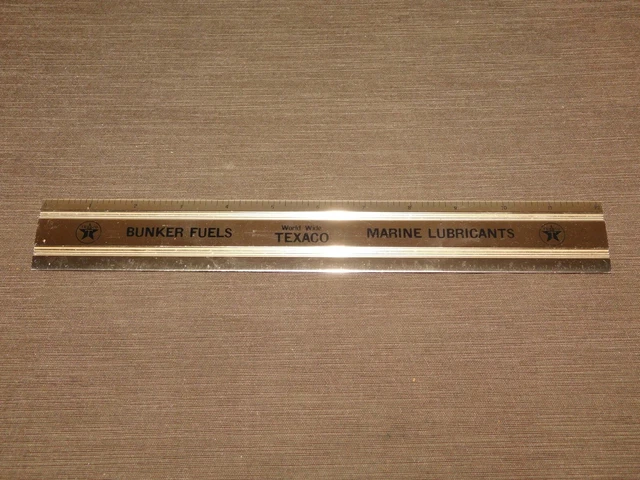 BUNKER FUELS
World Wide
TEXACO
MARINE LUBRICANTS